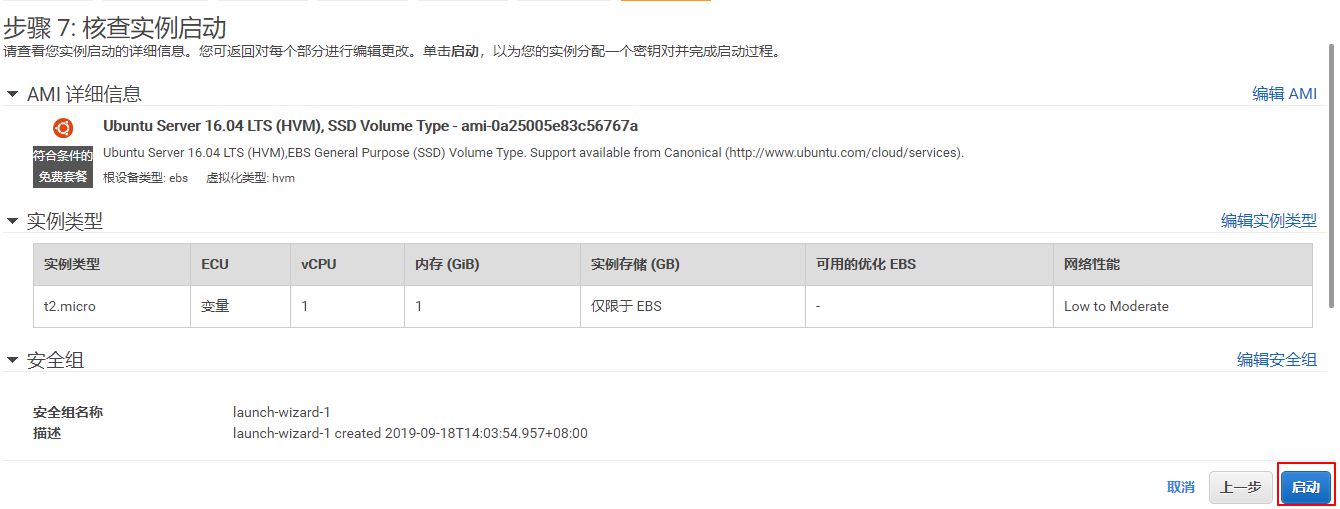 步骤 7: 核查实例启动
请查看您实例启动的详细信息。您可返回对每个部分进行编辑更改。单击启动，以为您的实例分配一个密钥对并完成启动过程。
AMI 详细信息 编辑 AMI
Ubuntu Server 16.04 LTS (HVM), SSD Volume Type - ami-0a25005e83c56767a
符合条件的 Ubuntu Server 16.04 LTS (HVM),EBS General Purpose (SSD) Volume Type. Support available from Canonical (http://www.ubuntu.com/cloud/services).
免费套餐 根设备类型: ebs 虚拟化类型: hvm
实例类型 编辑实例类型
实例类型 ECU vCPU 内存 (GiB) 实例存储 (GB) 可用的优化 EBS 网络性能
t2.micro 变量 1 1 仅限于 EBS - Low to Moderate
安全组 编辑安全组
安全组名称 launch-wizard-1
描述 launch-wizard-1 created 2019-09-18T14:03:54.957+08:00
取消 上一步 启动